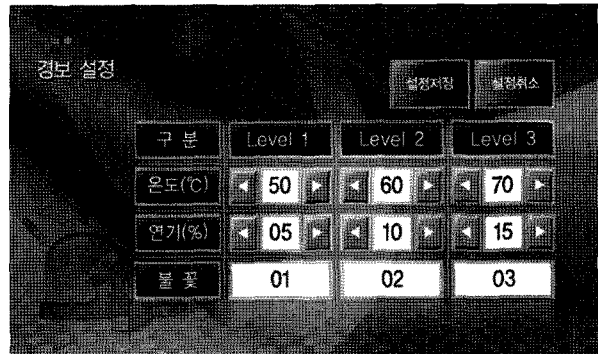 경보 설정
설정저장 설정취소
구 분 Level 1 Level 2 Level 3
온도(℃) ◄ 50 ► ◄ 60 ► ◄ 70 ►
연기(%) ◄ 05 ► ◄ 10 ► ◄ 15 ►
불 꽃 01 02 03